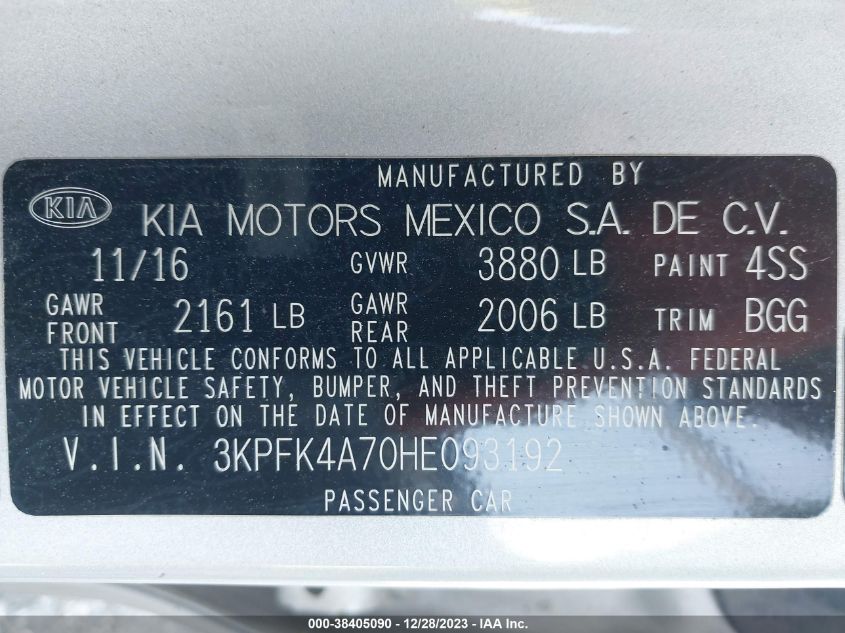 MANUFACTURED BY
KIA KIA MOTORS MEXICO S.A. DE C.V.
11/16 GVWR 3880 LB PAINT 4SS
GAWR FRONT 2161 LB GAWR REAR 2006 LB TRIM BGG
THIS VEHICLE CONFORMS TO ALL APPLICABLE U.S.A. FEDERAL
MOTOR VEHICLE SAFETY, BUMPER, AND THEFT PREVENTION STANDARDS
IN EFFECT ON THE DATE OF MANUFACTURE SHOWN ABOVE.
V.I.N. 3KPFK4A70HE093192
PASSENGER CAR
000-38405090 - 12/28/2023 - IAA Inc.